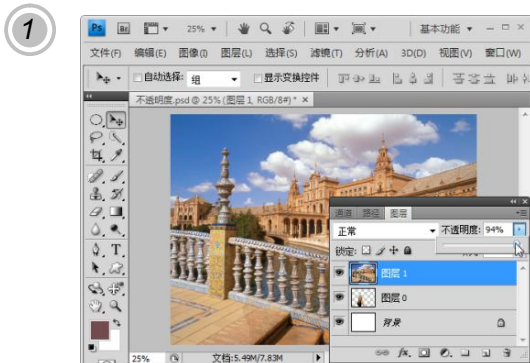 1
Ps Br 25% 基本功能
文件(F) 编辑(E) 图像(I) 图层(L) 选择(S) 滤镜(T) 分析(A) 3D(D) 视图(V) 窗口(W)
自动选择: 组 显示变换控件
不透明度.psd @ 25% (图层 1, RGB/8#) * ×
通道 路径 图层
正常 不透明度: 94%
锁定:
图层 1
图层 0
背景
25% 文档:5.49M/7.83M